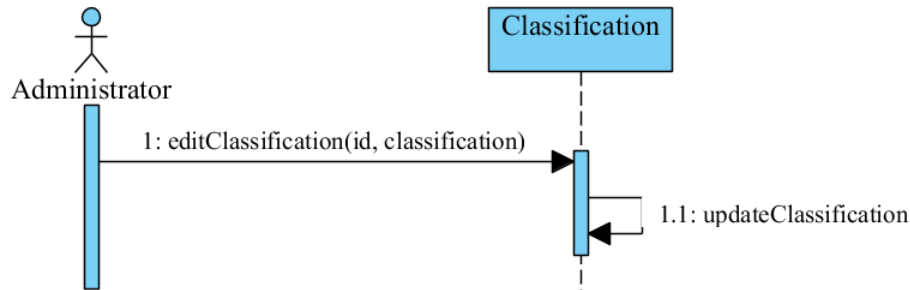 Classification
Administrator
1: editClassification(id, classification)
1.1: updateClassification